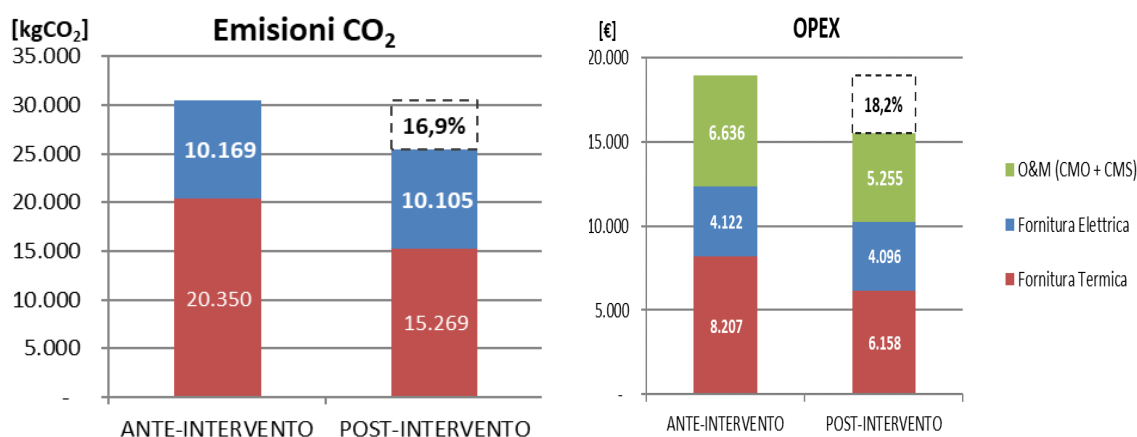 [kgCO₂]
Emisioni CO₂
35.000
30.000
25.000
20.000
15.000
10.000
5.000
-
10.169
20.350
16,9%
10.105
15.269
ANTE-INTERVENTO
POST-INTERVENTO
[€]
OPEX
20.000
15.000
10.000
5.000
-
6.636
4.122
8.207
18,2%
5.255
4.096
6.158
ANTE-INTERVENTO
POST-INTERVENTO
O&M (CMO + CMS)
Fornitura Elettrica
Fornitura Termica